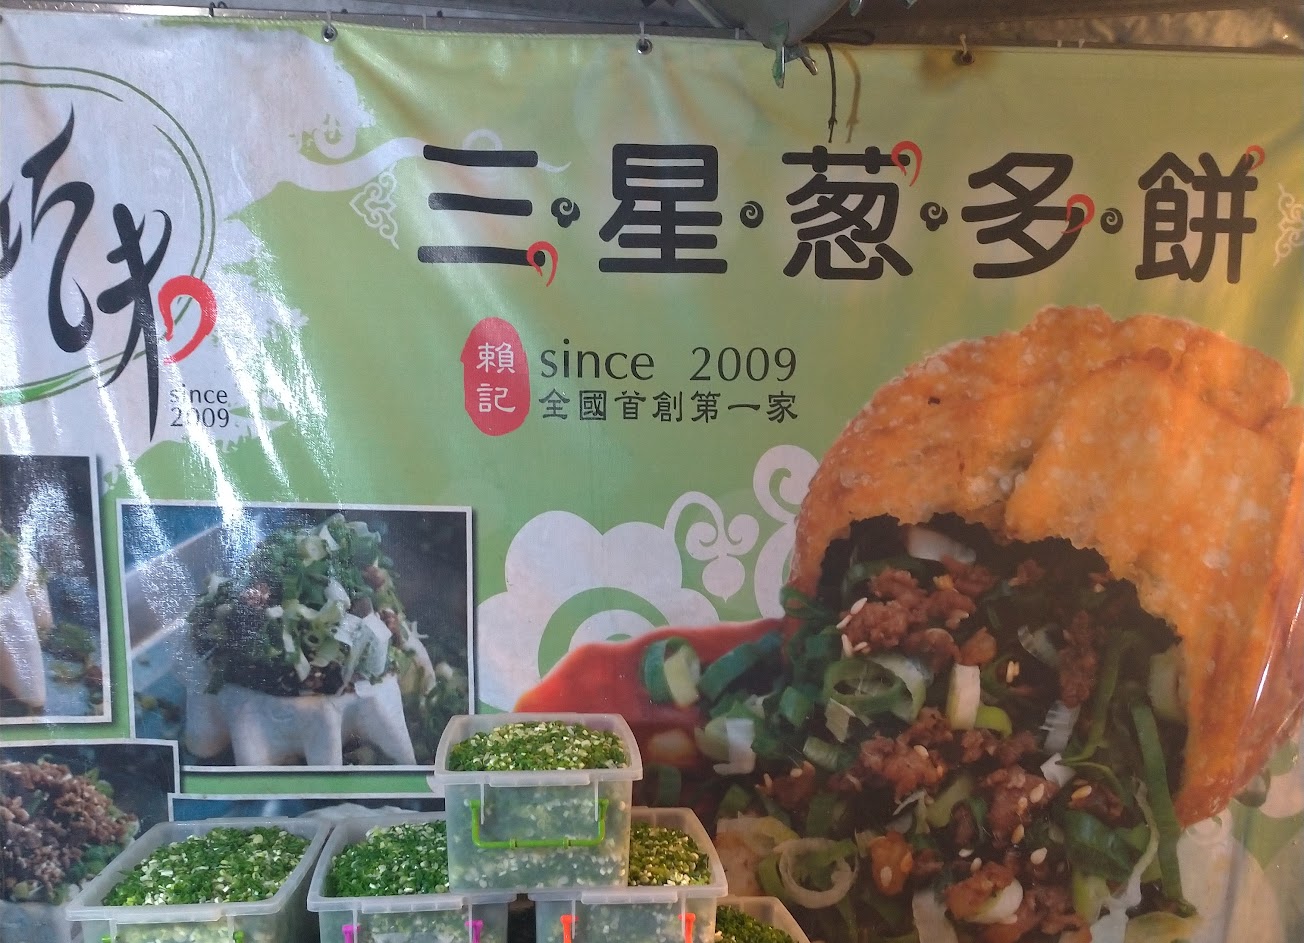 三·星·蔥·多·餅
賴記
since 2009
全國首創第一家
since
2009